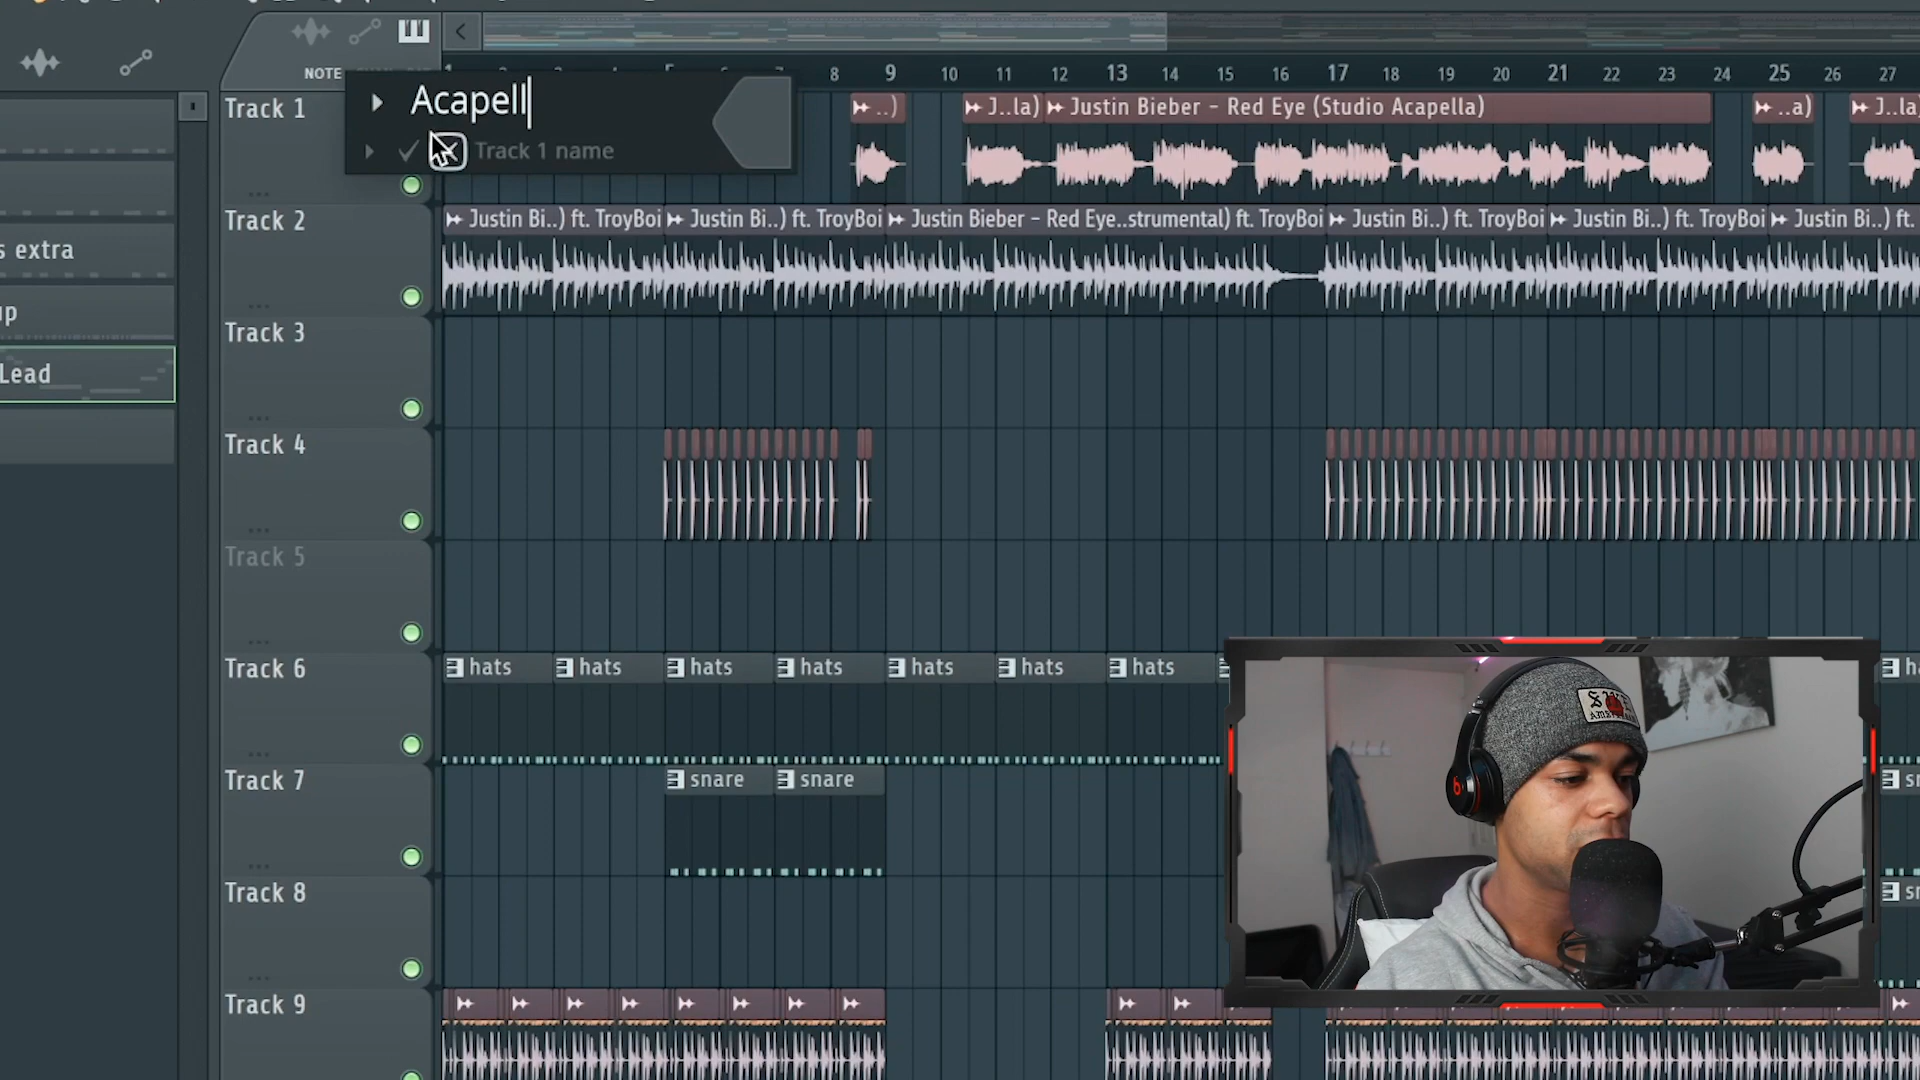 NOTE
1 5 8 9 10 11 12 13 14 15 16 17 18 19 20 21 22 23 24 25 26 27
Acapell
Track 1 name
Track 1
..) J..la) Justin Bieber - Red Eye (Studio Acapella) ..a) J..la
Track 2
Justin Bi..) ft. TroyBoi Justin Bi..) ft. TroyBoi Justin Bieber - Red Eye..strumental) ft. TroyBoi Justin Bi..) ft. TroyBoi Justin Bi..) ft. TroyBoi Justin Bi..) ft.
s extra
up
Track 3
Lead
Track 4
Track 5
Track 6
hats hats hats hats hats hats hats
Track 7
snare snare
Track 8
Track 9